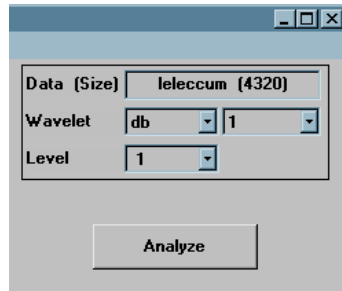 Data (Size) leleccum (4320)
Wavelet db 1
Level 1
Analyze